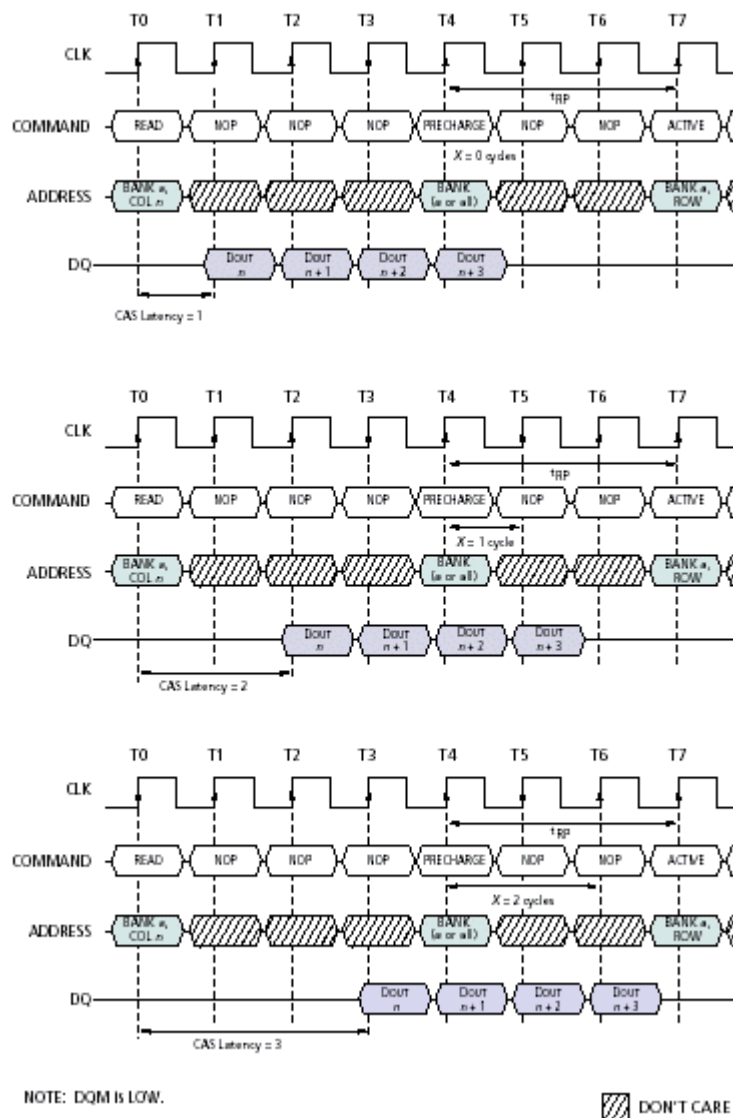 T0 T1 T2 T3 T4 T5 T6 T7
CLK
tRP
COMMAND READ NOP NOP NOP PRECHARGE NOP NOP ACTIVE
X = 0 cycles
ADDRESS BANK a, COL n BANK (a or all) BANK a, ROW
DQ DOUT n DOUT n + 1 DOUT n + 2 DOUT n + 3
CAS Latency = 1
T0 T1 T2 T3 T4 T5 T6 T7
CLK
tRP
COMMAND READ NOP NOP NOP PRECHARGE NOP NOP ACTIVE
X = 1 cycle
ADDRESS BANK a, COL n BANK (a or all) BANK a, ROW
DQ DOUT n DOUT n + 1 DOUT n + 2 DOUT n + 3
CAS Latency = 2
T0 T1 T2 T3 T4 T5 T6 T7
CLK
tRP
COMMAND READ NOP NOP NOP PRECHARGE NOP NOP ACTIVE
X = 2 cycles
ADDRESS BANK a, COL n BANK (a or all) BANK a, ROW
DQ DOUT n DOUT n + 1 DOUT n + 2 DOUT n + 3
CAS Latency = 3
NOTE: DQM is LOW.
DON'T CARE